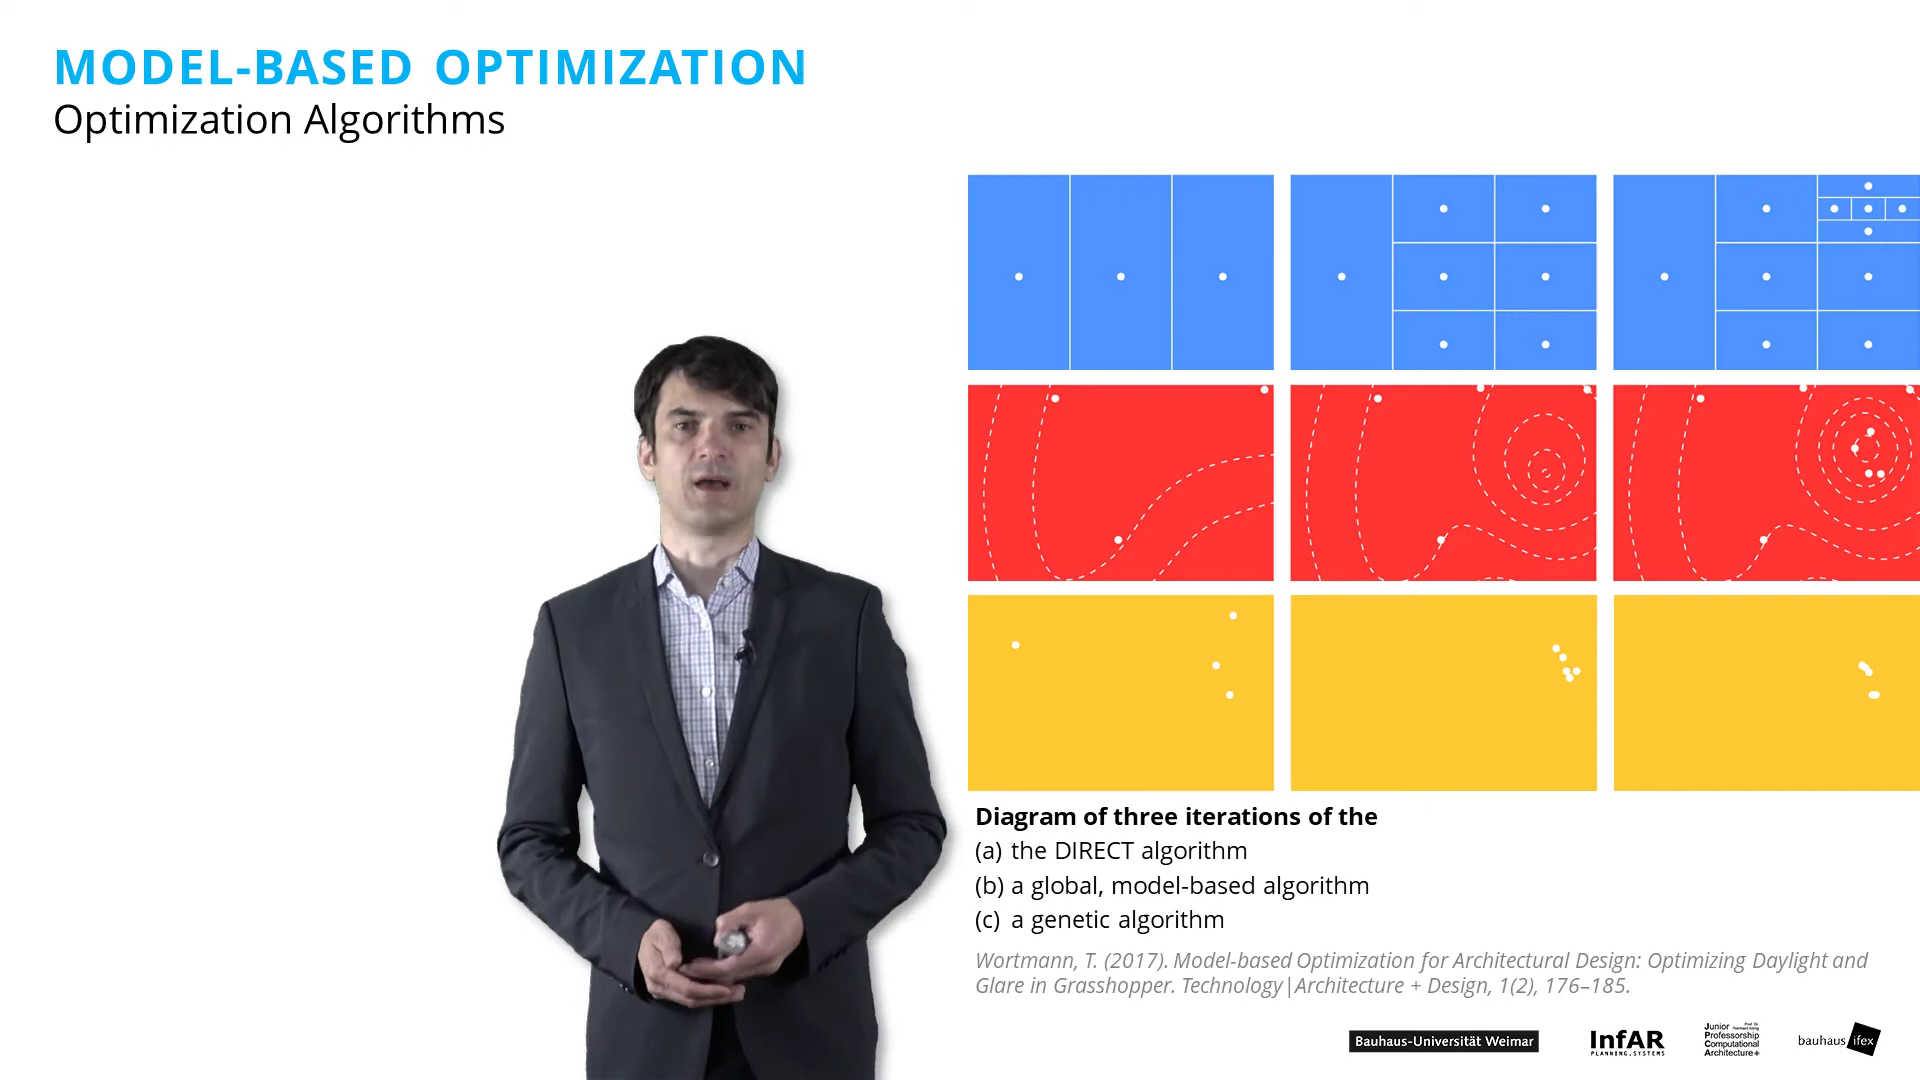 MODEL-BASED OPTIMIZATION
Optimization Algorithms
Diagram of three iterations of the
(a) the DIRECT algorithm
(b) a global, model-based algorithm
(c) a genetic algorithm
Wortmann, T. (2017). Model-based Optimization for Architectural Design: Optimizing Daylight and
Glare in Grasshopper. Technology|Architecture + Design, 1(2), 176–185.
Bauhaus-Universität Weimar
InfAR
PLANNING.SYSTEMS
Junior
Professorship
Computational
Architecture
bauhaus ifex